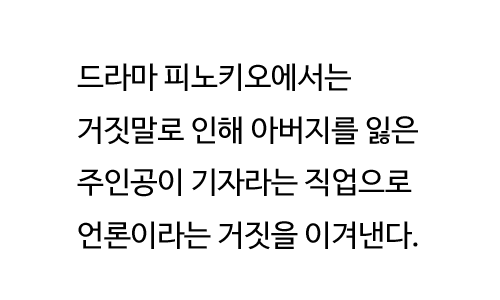 드라마 피노키오에서는
거짓말로 인해 아버지를 잃은
주인공이 기자라는 직업으로
언론이라는 거짓을 이겨낸다.